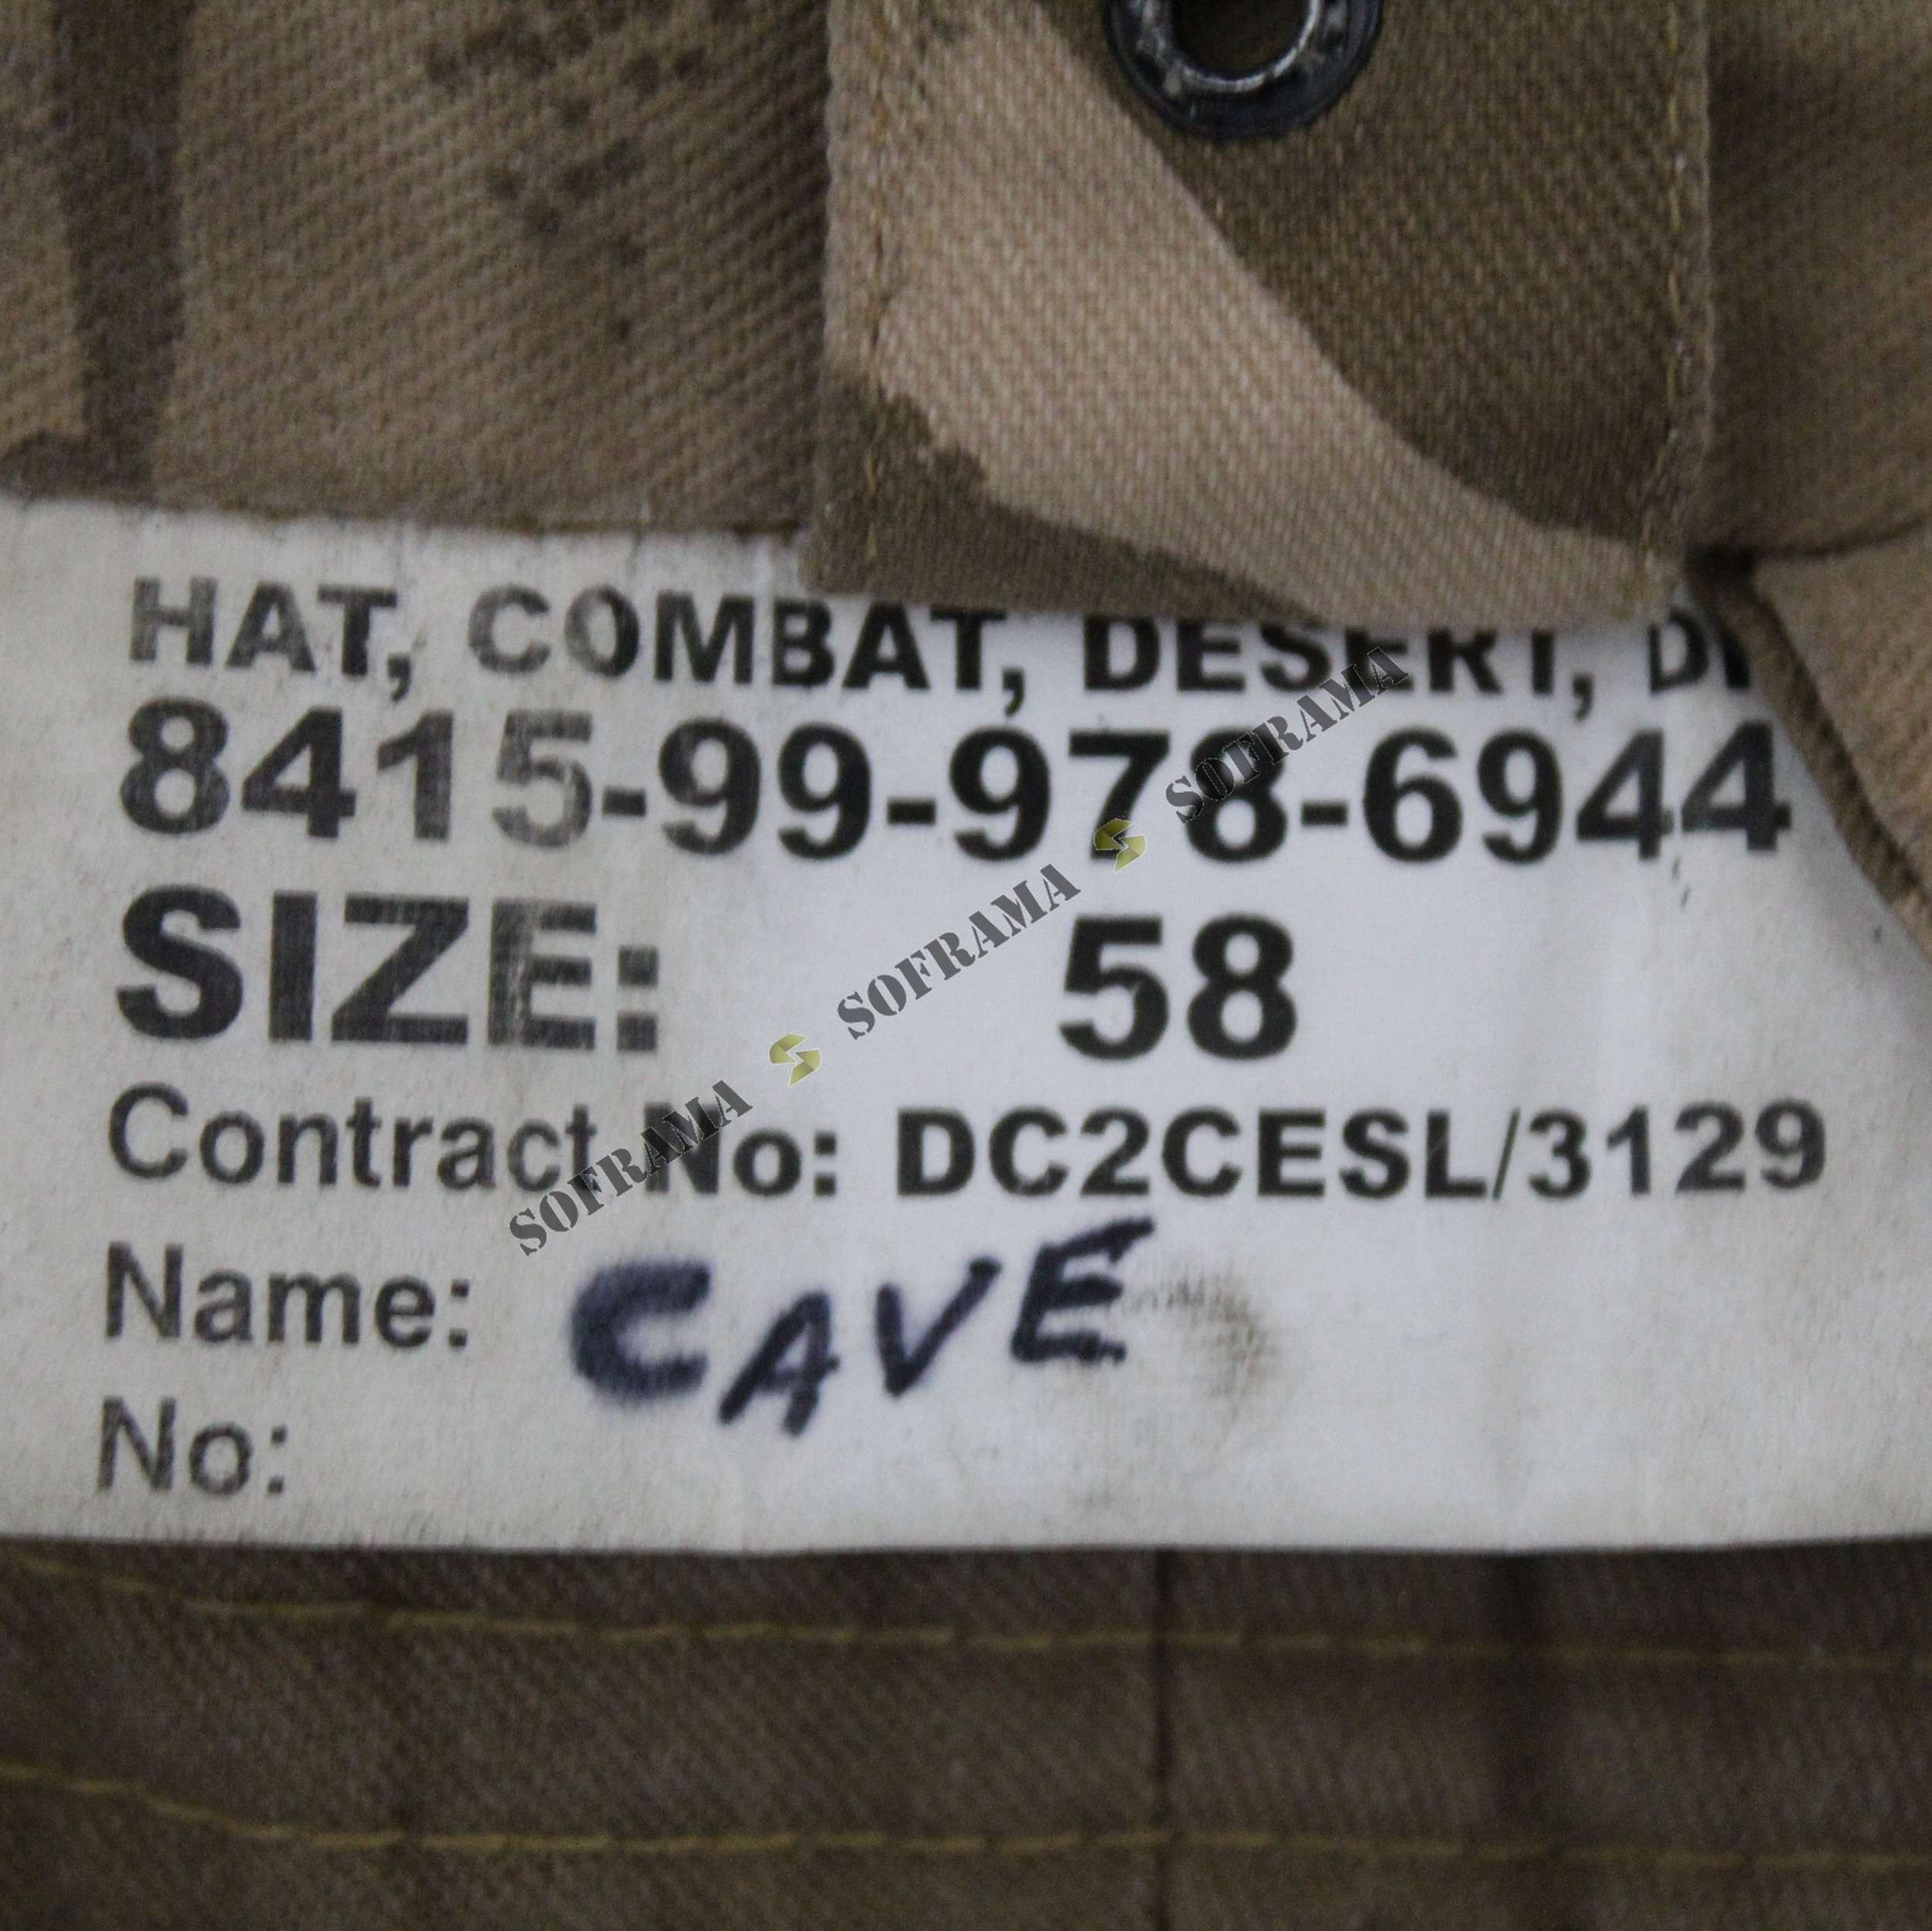 HAT, COMBAT, DESERT,
8415-99-978-6944
SIZE: 58
Contract No: DC2CESL/3129
Name: CAVE
No:
SOFRAMA SOFRAMA SOFRAMA